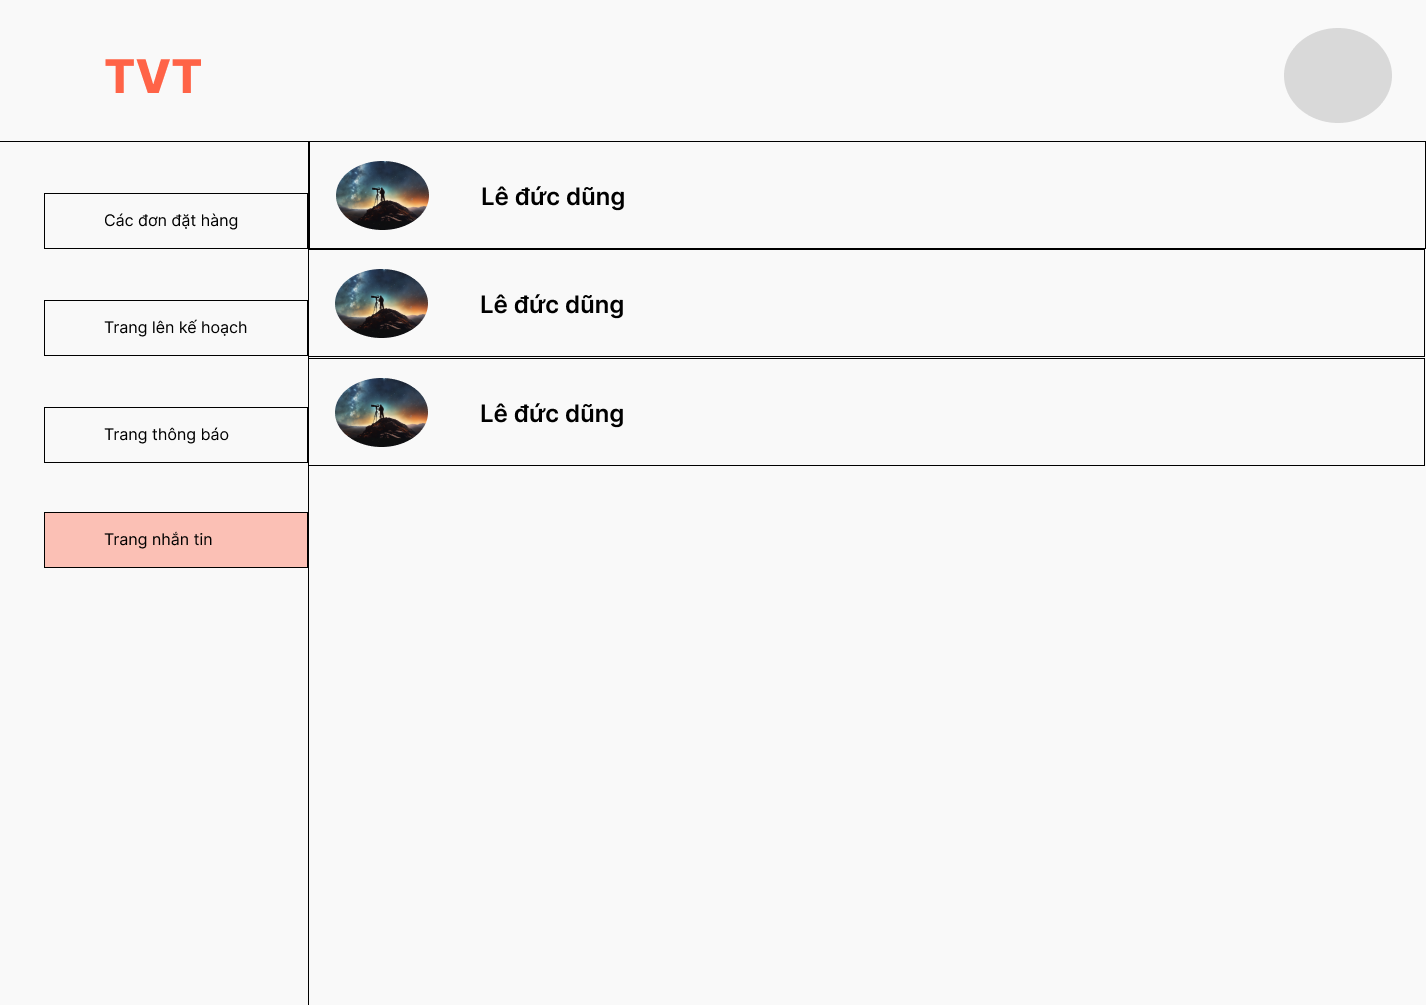 TVT
Các đơn đặt hàng
Trang lên kế hoạch
Trang thông báo
Trang nhắn tin
Lê đức dũng
Lê đức dũng
Lê đức dũng